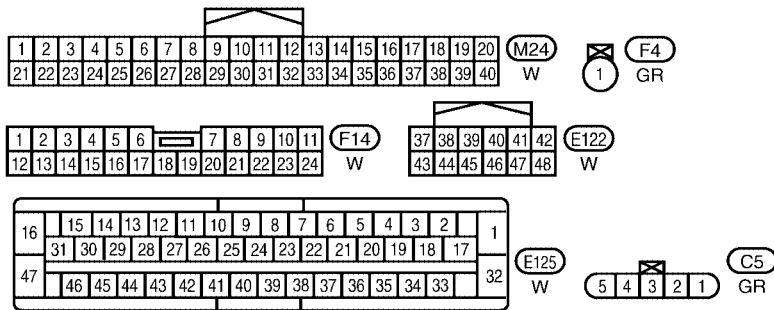 1 2 3 4 5 6 7 8 9 10 11 12 13 14 15 16 17 18 19 20 M24
21 22 23 24 25 26 27 28 29 30 31 32 33 34 35 36 37 38 39 40 W
1 F4
GR
1 2 3 4 5 6 7 8 9 10 11 F14
12 13 14 15 16 17 18 19 20 21 22 23 24 W
37 38 39 40 41 42 E122
43 44 45 46 47 48 W
16 15 14 13 12 11 10 9 8 7 6 5 4 3 2 1
31 30 29 28 27 26 25 24 23 22 21 20 19 18 17
47 46 45 44 43 42 41 40 39 38 37 36 35 34 33 32
E125
W
5 4 3 2 1 C5
GR